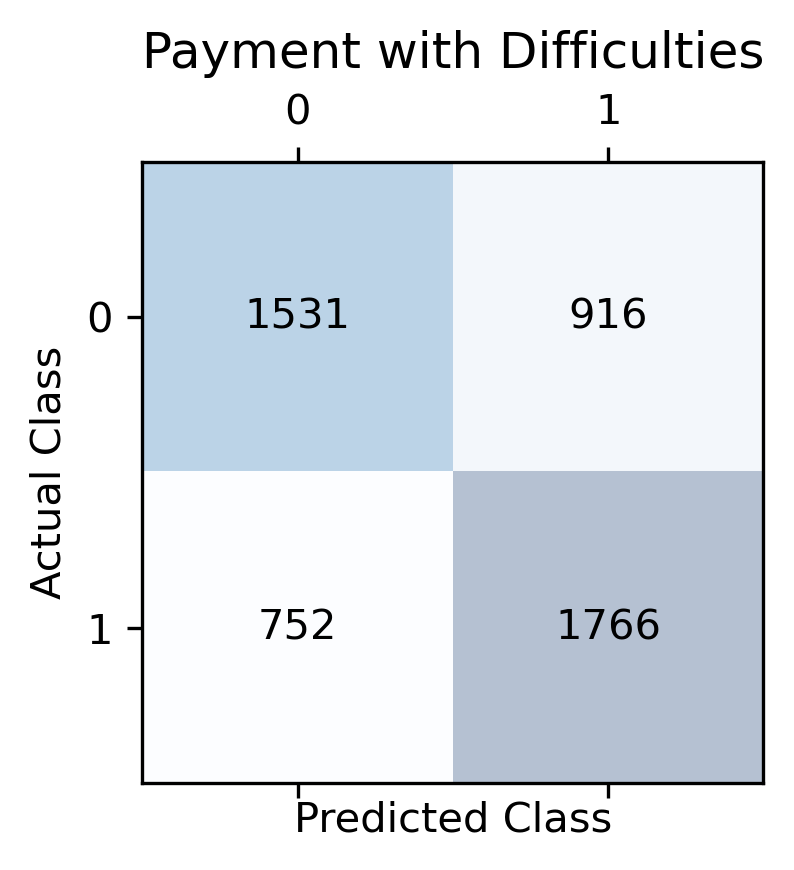 Payment with Difficulties
0 1
0 1531 916
Actual Class
1 752 1766
Predicted Class